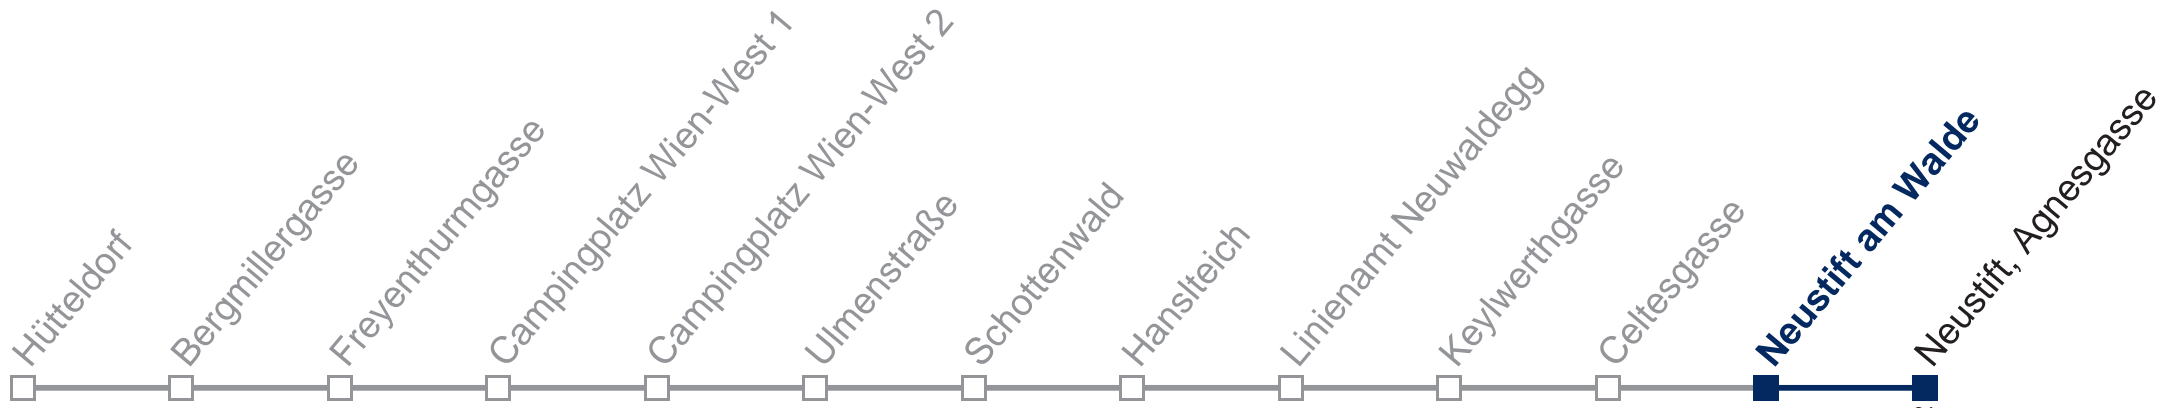 Hütteldorf
Bergmillergasse
Freyenthurmgasse
Campingplatz Wien-West 1
Campingplatz Wien-West 2
Ulmenstraße
Schottenwald
Hanslteich
Linienamt Neuwaldegg
Keylwerthgasse
Celtesgasse
Neustift am Walde
Neustift, Agnesgasse